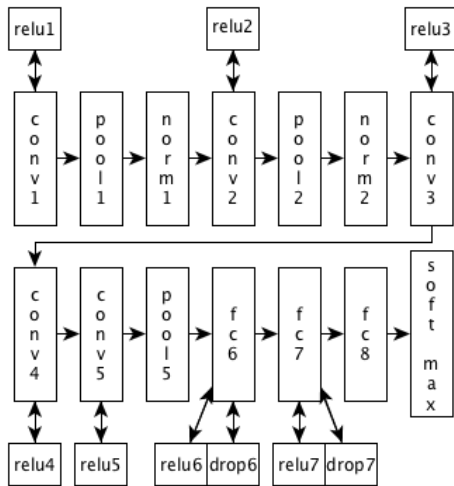 relu1
relu2
relu3
conv1
pool1
norm1
conv2
pool2
norm2
conv3
conv4
conv5
pool5
fc6
fc7
fc8
soft max
relu4
relu5
relu6
drop6
relu7
drop7